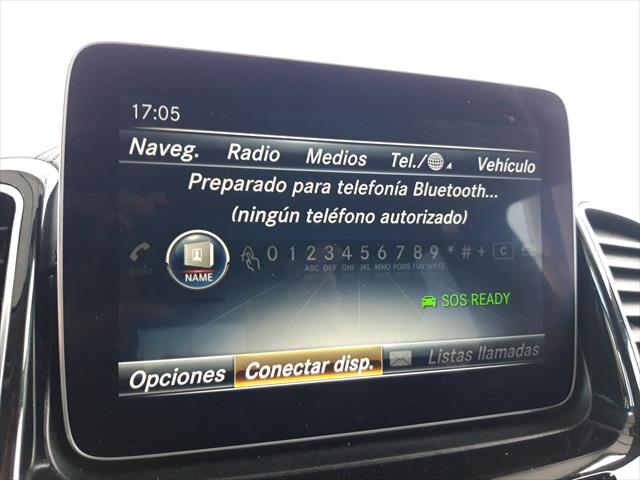 17:05
Naveg. Radio Medios Tel./ Vehículo
Preparado para telefonía Bluetooth...
(ningún teléfono autorizado)
SEND NAME 0 1 2 3 4 5 6 7 8 9 * # + C
ABC DEF GHI JKL MNO PQRS TUV WXYZ
SOS READY
Opciones Conectar disp. Listas llamadas